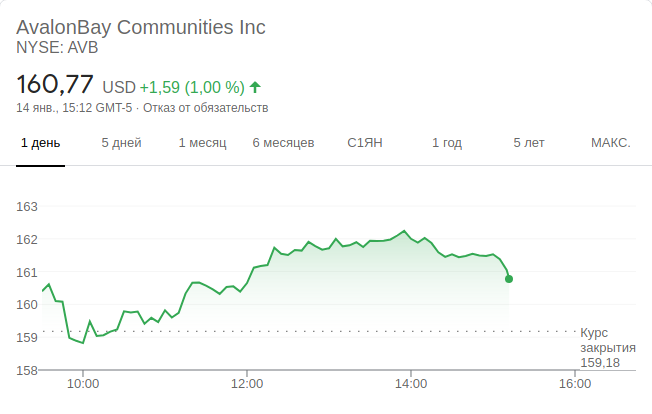 AvalonBay Communities Inc
NYSE: AVB
160,77 USD +1,59 (1,00 %)
14 янв., 15:12 GMT-5 · Отказ от обязательств
1 день 5 дней 1 месяц 6 месяцев С1ЯН 1 год 5 лет МАКС.
163
162
161
160
159
Курс
закрытия
159,18
158
10:00 12:00 14:00 16:00